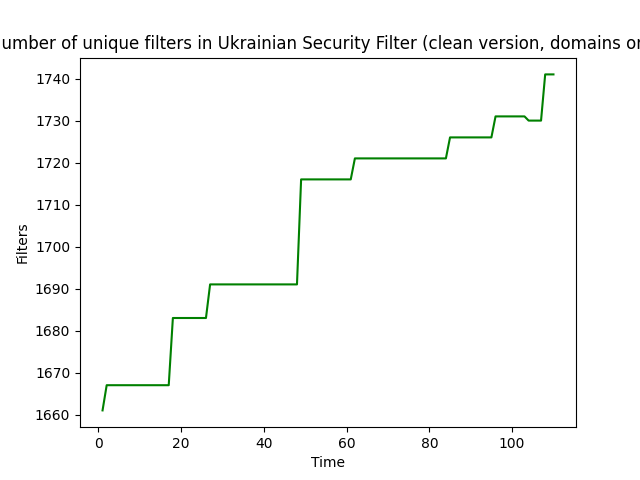 umber of unique filters in Ukrainian Security Filter (clean version, domains or
1740
1730
1720
1710
1700
1690
1680
1670
1660
Filters
0 20 40 60 80 100
Time